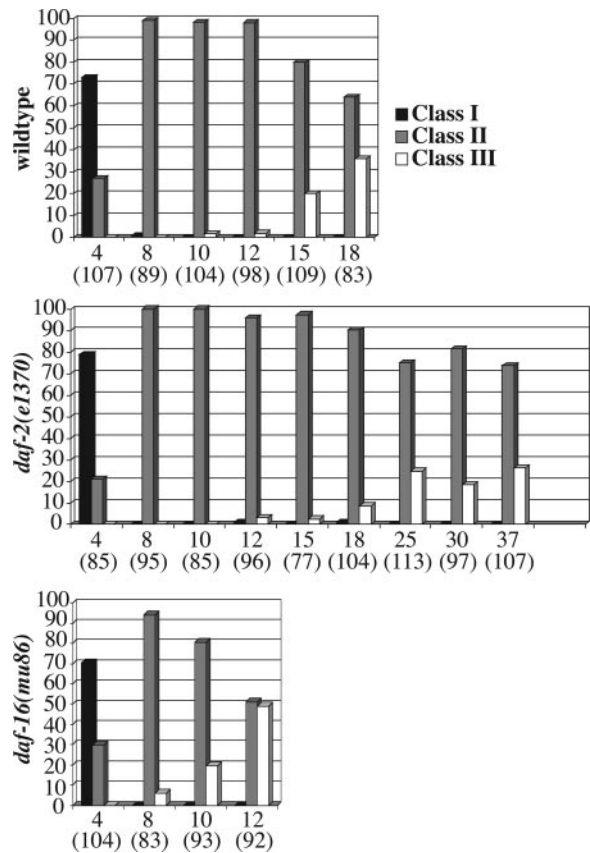 100
90
80
70
60
50
40
30
20
10
0
wildtype
4 8 10 12 15 18
(107) (89) (104) (98) (109) (83)
Class I
Class II
Class III
100
90
80
70
60
50
40
30
20
10
0
daf-2(e1370)
4 8 10 12 15 18 25 30 37
(85) (95) (85) (96) (77) (104) (113) (97) (107)
100
90
80
70
60
50
40
30
20
10
0
daf-16(mu86)
4 8 10 12
(104) (83) (93) (92)